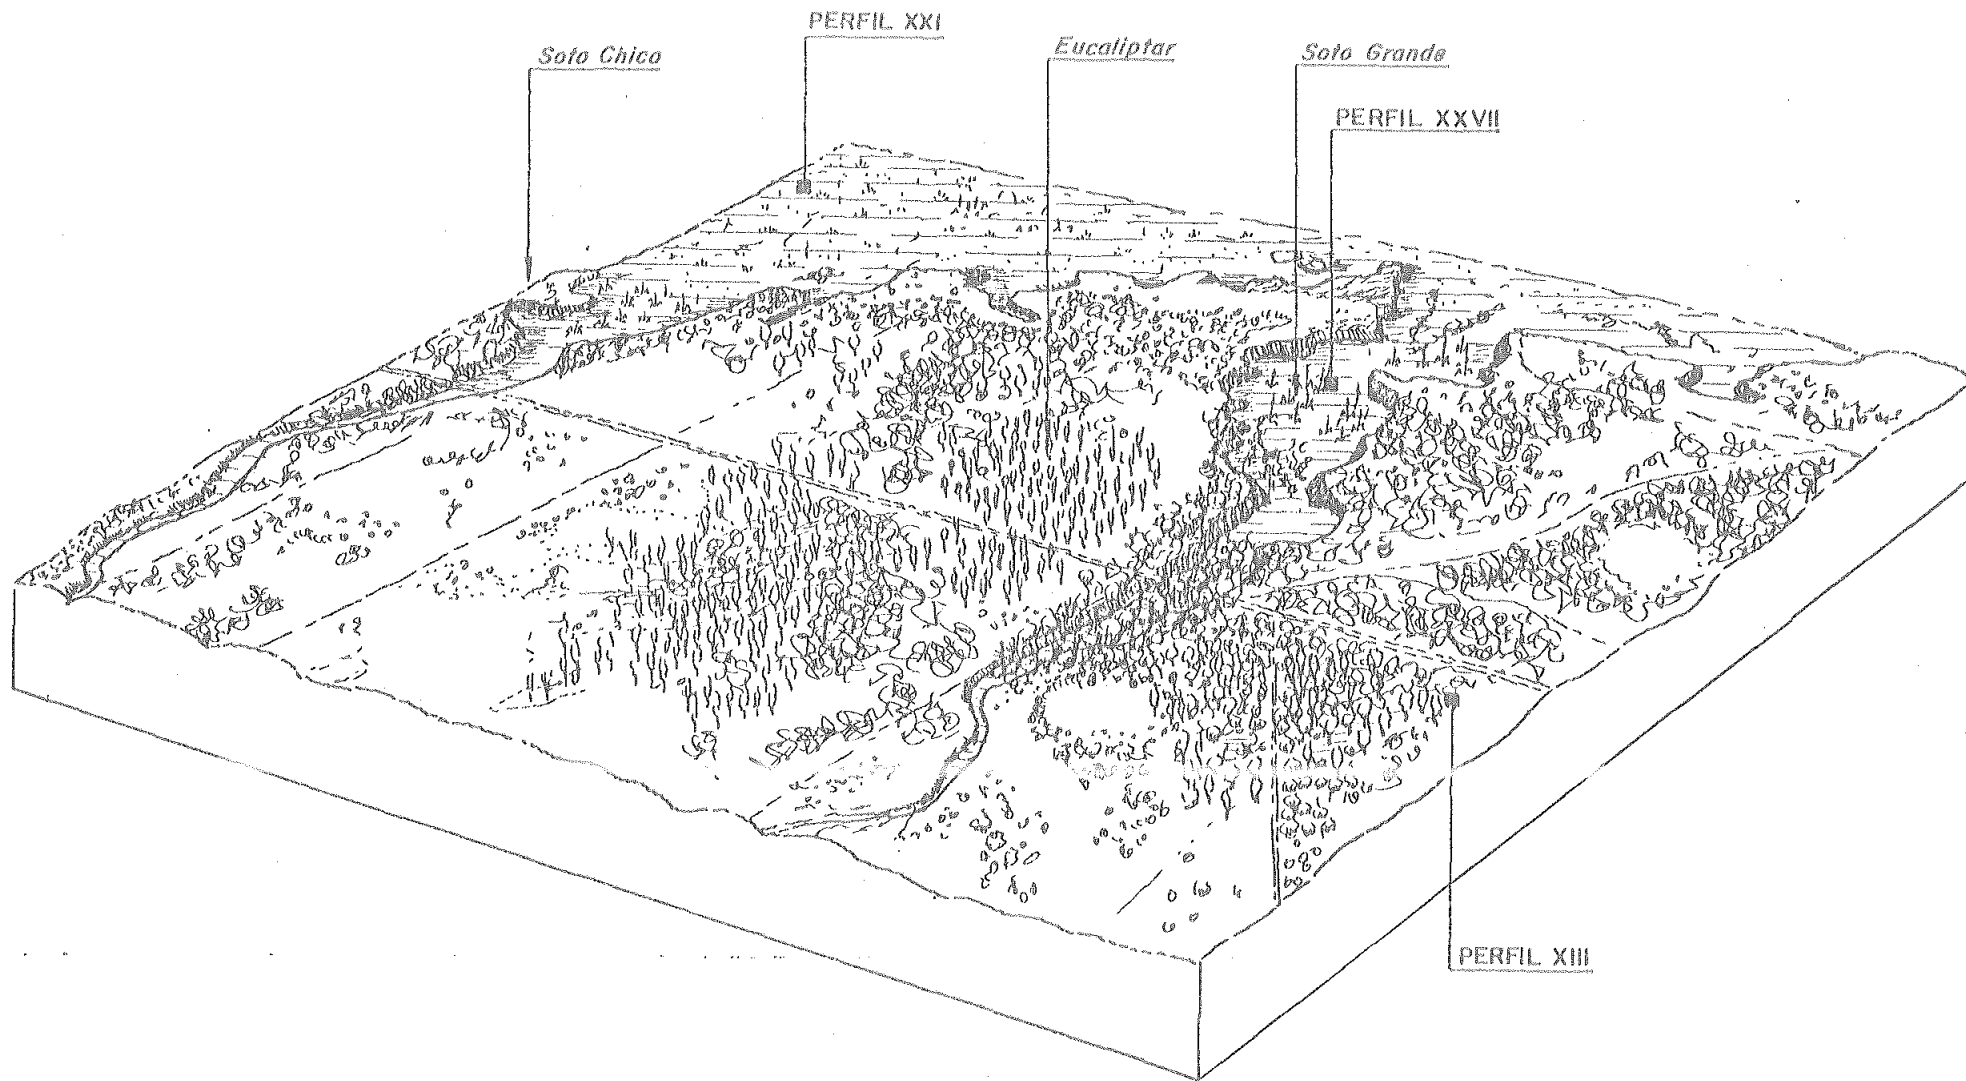 PERFIL XXI
Soto Chico
Eucaliptar
Soto Grande
PERFIL XXVII
PERFIL XIII